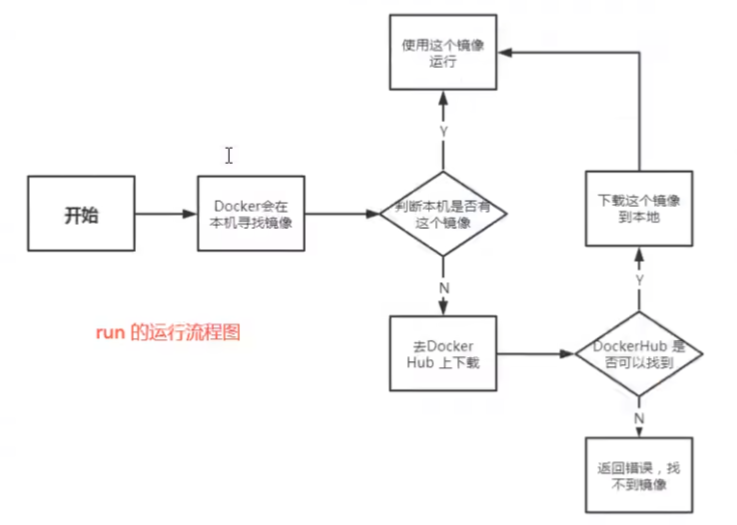 使用这个镜像
运行
Y
开始
Docker会在
本机寻找镜像
判断本机是否有
这个镜像
下载这个镜像
到本地
N
Y
run 的运行流程图
去Docker
Hub 上下载
DockerHub 是
否可以找到
N
返回错误，找
不到镜像